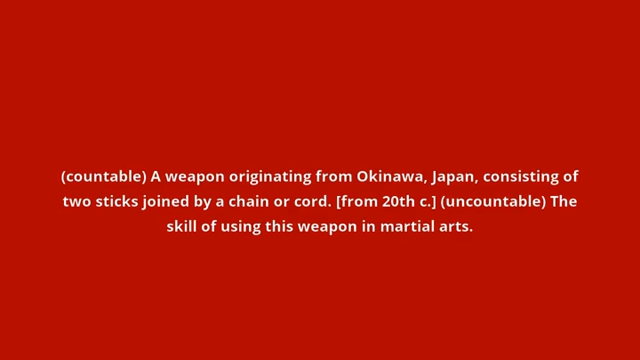 (countable) A weapon originating from Okinawa, Japan, consisting of
two sticks joined by a chain or cord. [from 20th c.] (uncountable) The
skill of using this weapon in martial arts.